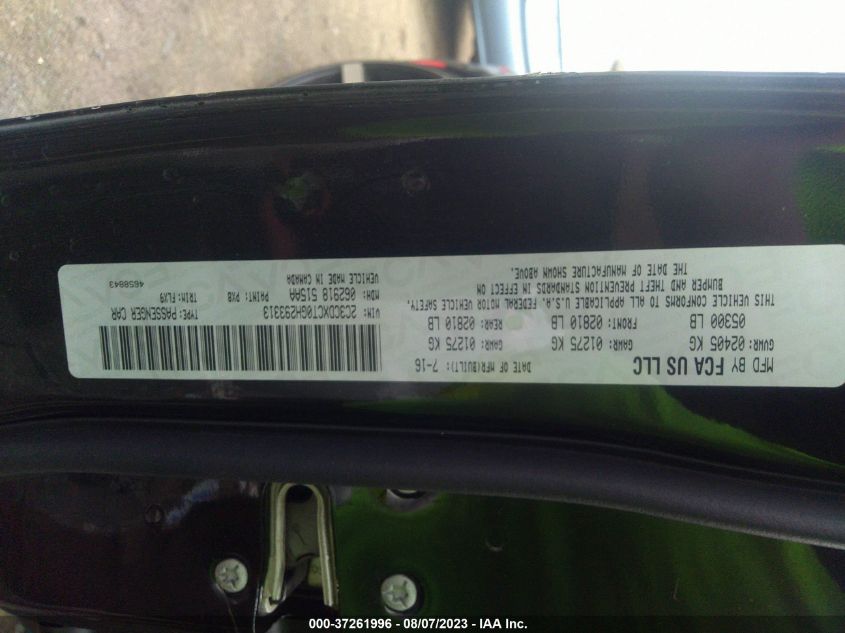 MFD BY FCA US LLC
DATE OF MFR(BUILT): 7-16
GVWR: 02405 KG
GAWR: 01275 KG
GAWR: 01275 KG
05300 LB
FRONT: 02810 LB
REAR: 02810 LB
THIS VEHICLE CONFORMS TO ALL APPLICABLE U.S.A. FEDERAL MOTOR VEHICLE SAFETY,
BUMPER AND THEFT PREVENTION STANDARDS IN EFFECT ON
THE DATE OF MANUFACTURE SHOWN ABOVE.
VIN: 2C3CDXCT0GH293313
TYPE: PASSENGER CAR
MDH: 062918 515AA
PAINT: PXB
TRIM: FLX9
VEHICLE MADE IN CANADA
4658843
000-37261996 - 08/07/2023 - IAA Inc.